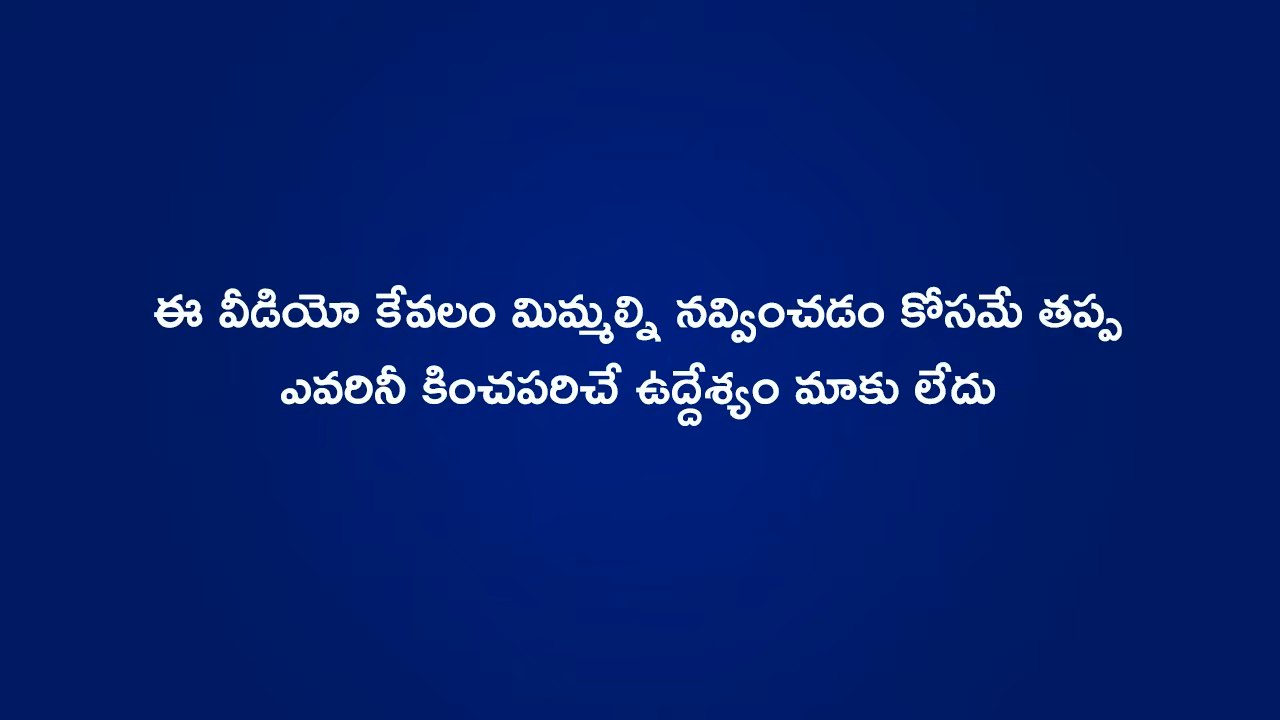 ఈ వీడియో కేవలం మిమ్మల్ని నవ్వించడం కోసమే తప్ప
ఎవరినీ కించపరిచే ఉద్దేశ్యం మాకు లేదు